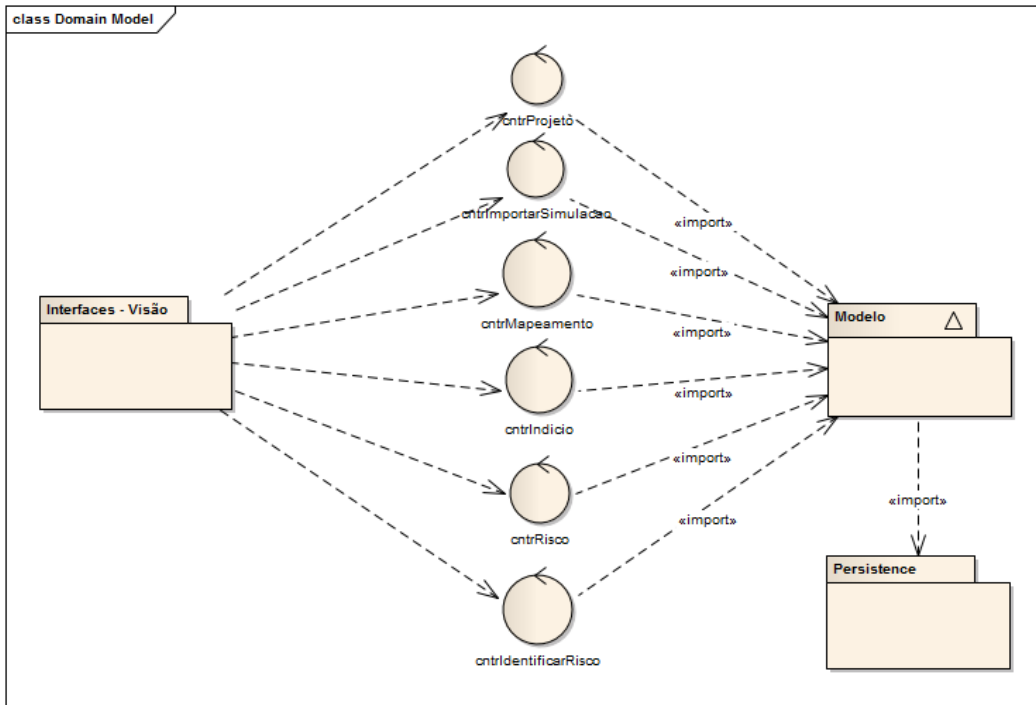 class Domain Model
cntrProjeto
cntrImportarSimulacao
«import»
«import»
cntrMapeamento
Interfaces - Visão
Modelo
«import»
«import»
cntrIndicio
«import»
cntrRisco
«import»
«import»
Persistence
cntrIdentificarRisco